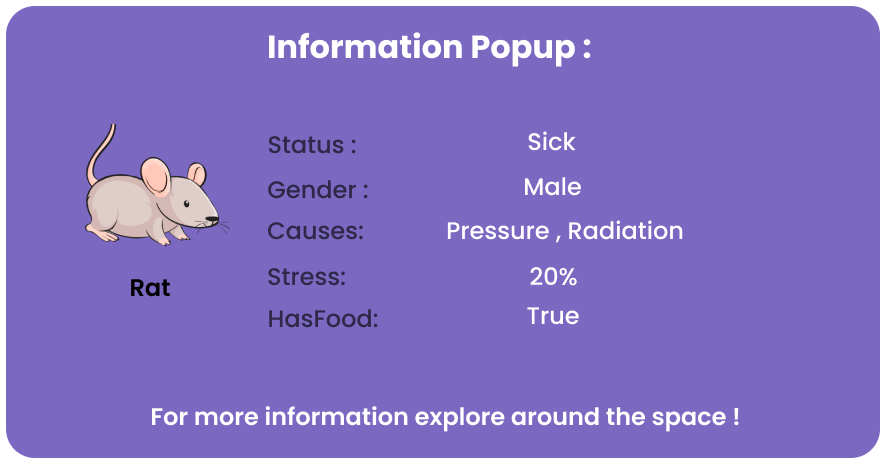 Information Popup :
Status : Sick
Gender : Male
Causes: Pressure , Radiation
Stress: 20%
Rat
HasFood: True
For more information explore around the space !